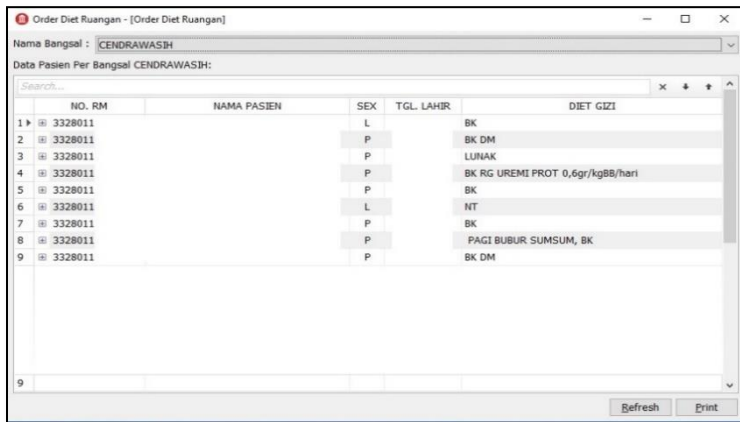 Order Diet Ruangan - [Order Diet Ruangan]
Nama Bangsal : CENDRAWASIH
Data Pasien Per Bangsal CENDRAWASIH:
Search...
NO. RM NAMA PASIEN SEX TGL. LAHIR DIET GIZI
1 3328011 L BK
2 3328011 P BK DM
3 3328011 P LUNAK
4 3328011 P BK RG UREMI PROT 0,6gr/kgBB/hari
5 3328011 P BK
6 3328011 L NT
7 3328011 P BK
8 3328011 P PAGI BUBUR SUMSUM, BK
9 3328011 P BK DM
9
Refresh Print